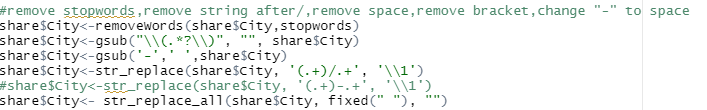 #remove stopwords,remove string after/,remove space,remove bracket,change "-" to space
share$City<-removeWords(share$City,stopwords)
share$City<-gsub("\\(.*?\\)", "", share$City)
share$City<-gsub('-',' ',share$City)
share$City<-str_replace(share$City, '(.+)/.+', '\\1')
#share$City<-str_replace(share$City, '(.+)-.+', '\\1')
share$City<- str_replace_all(share$City, fixed(" "), "")